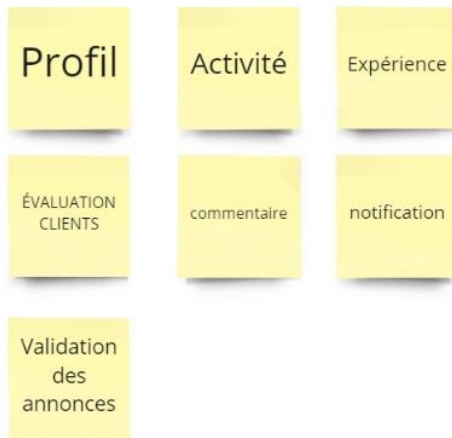 Profil
Activité
Expérience
ÉVALUATION
CLIENTS
commentaire
notification
Validation
des
annonces